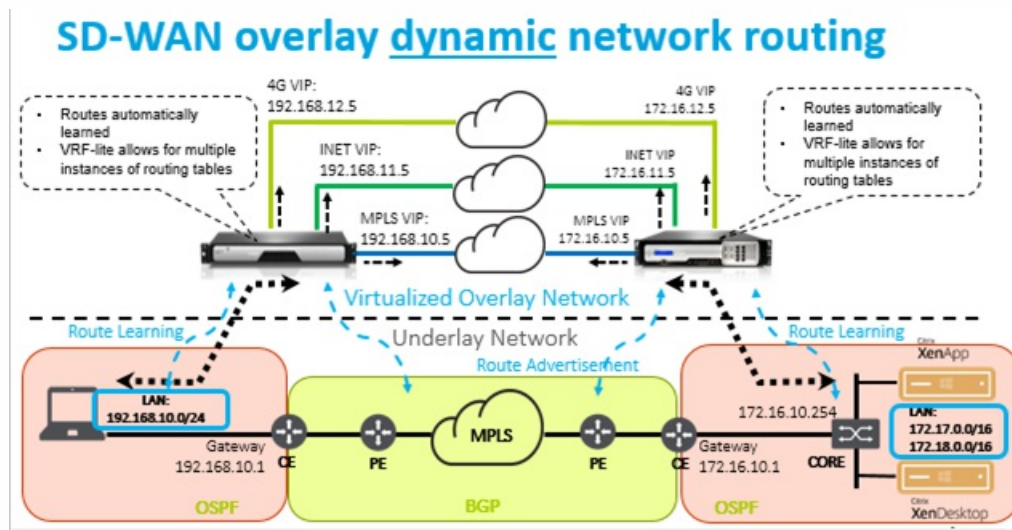 SD-WAN overlay dynamic network routing
4G VIP:
192.168.12.5
4G VIP
172.16.12.5
• Routes automatically
learned
• VRF-lite allows for multiple
instances of routing tables
INET VIP:
192.168.11.5
INET VIP
172.16.11.5
• Routes automatically
learned
• VRF-lite allows for
multiple instances of
routing tables
MPLS VIP:
192.168.10.5
MPLS VIP
172.16.10.5
Virtualized Overlay Network
Route Learning
Underlay Network
Route Advertisement
Route Learning
Citrix
XenApp
LAN:
192.168.10.0/24
Gateway
192.168.10.1
CE
PE
MPLS
PE
CE
Gateway
172.16.10.1
172.16.10.254
CORE
LAN:
172.17.0.0/16
172.18.0.0/16
Citrix
XenDesktop
OSPF
BGP
OSPF